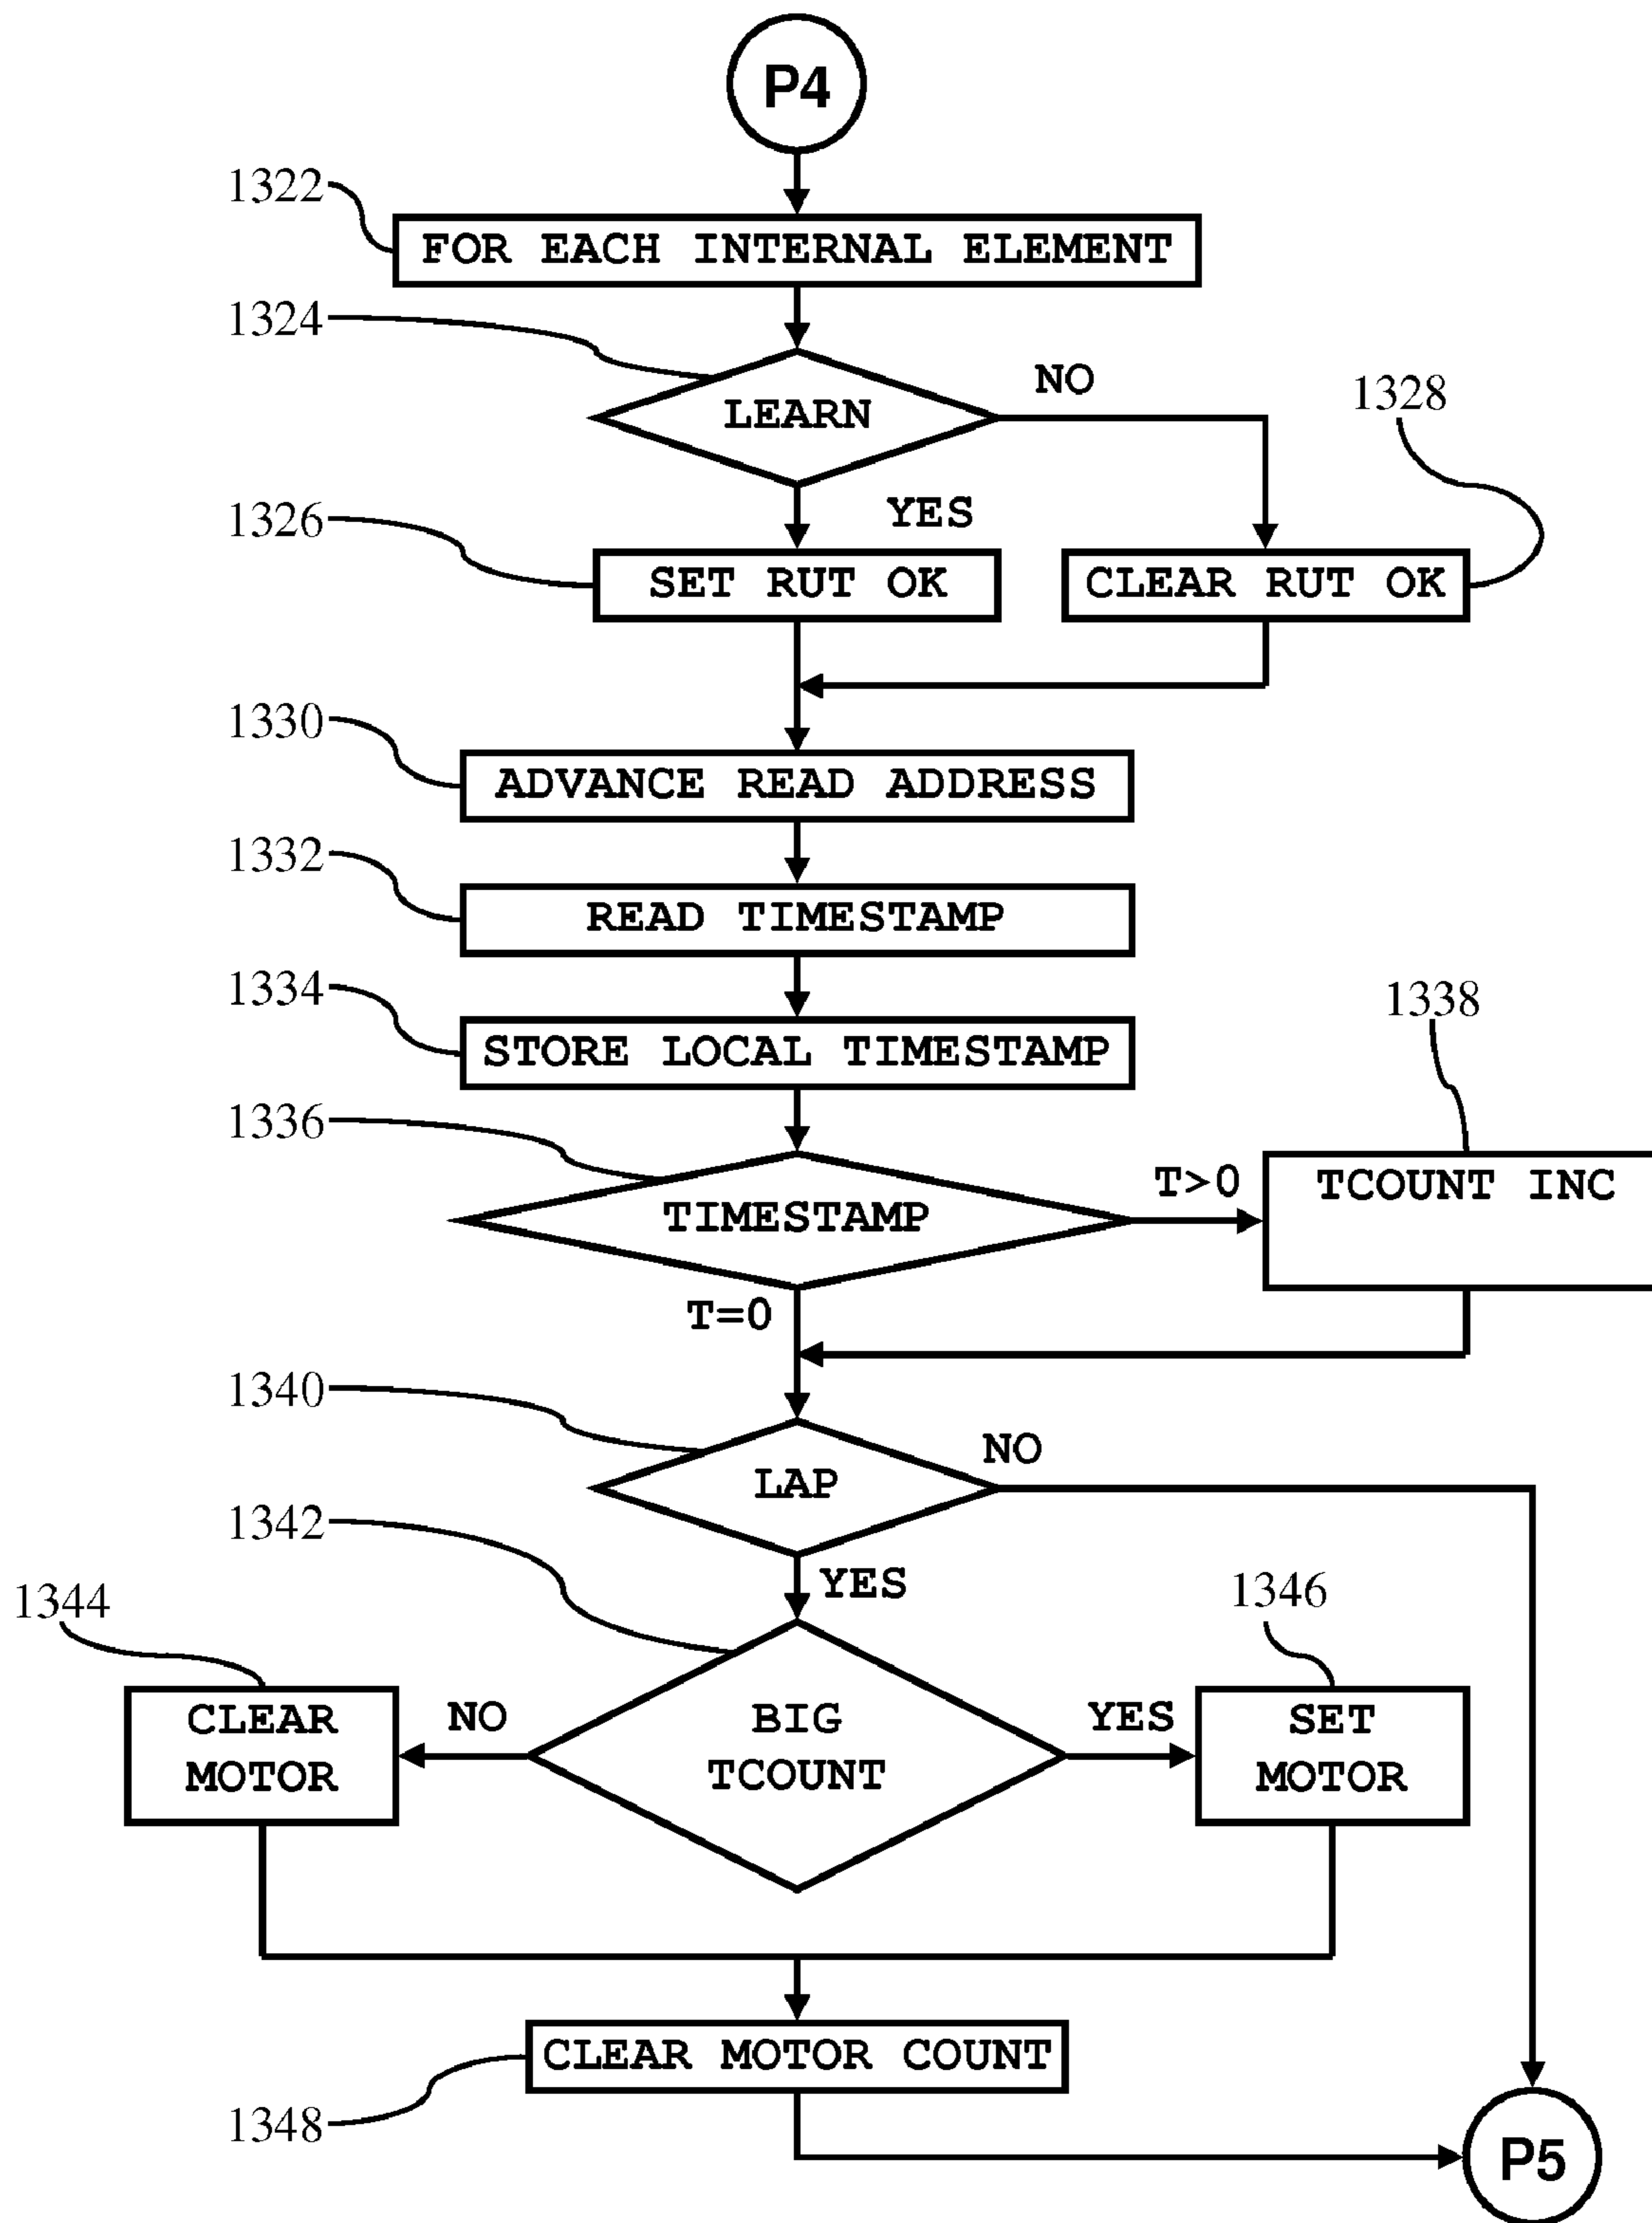 P4
1322
FOR EACH INTERNAL ELEMENT
1324
LEARN
NO
1328
YES
1326
SET RUT OK
CLEAR RUT OK
1330
ADVANCE READ ADDRESS
1332
READ TIMESTAMP
1334
STORE LOCAL TIMESTAMP
1338
1336
TIMESTAMP
T>0
TCOUNT INC
T=0
1340
LAP
NO
1342
YES
1344
1346
CLEAR
MOTOR
NO
BIG
TCOUNT
YES
SET
MOTOR
CLEAR MOTOR COUNT
1348
P5